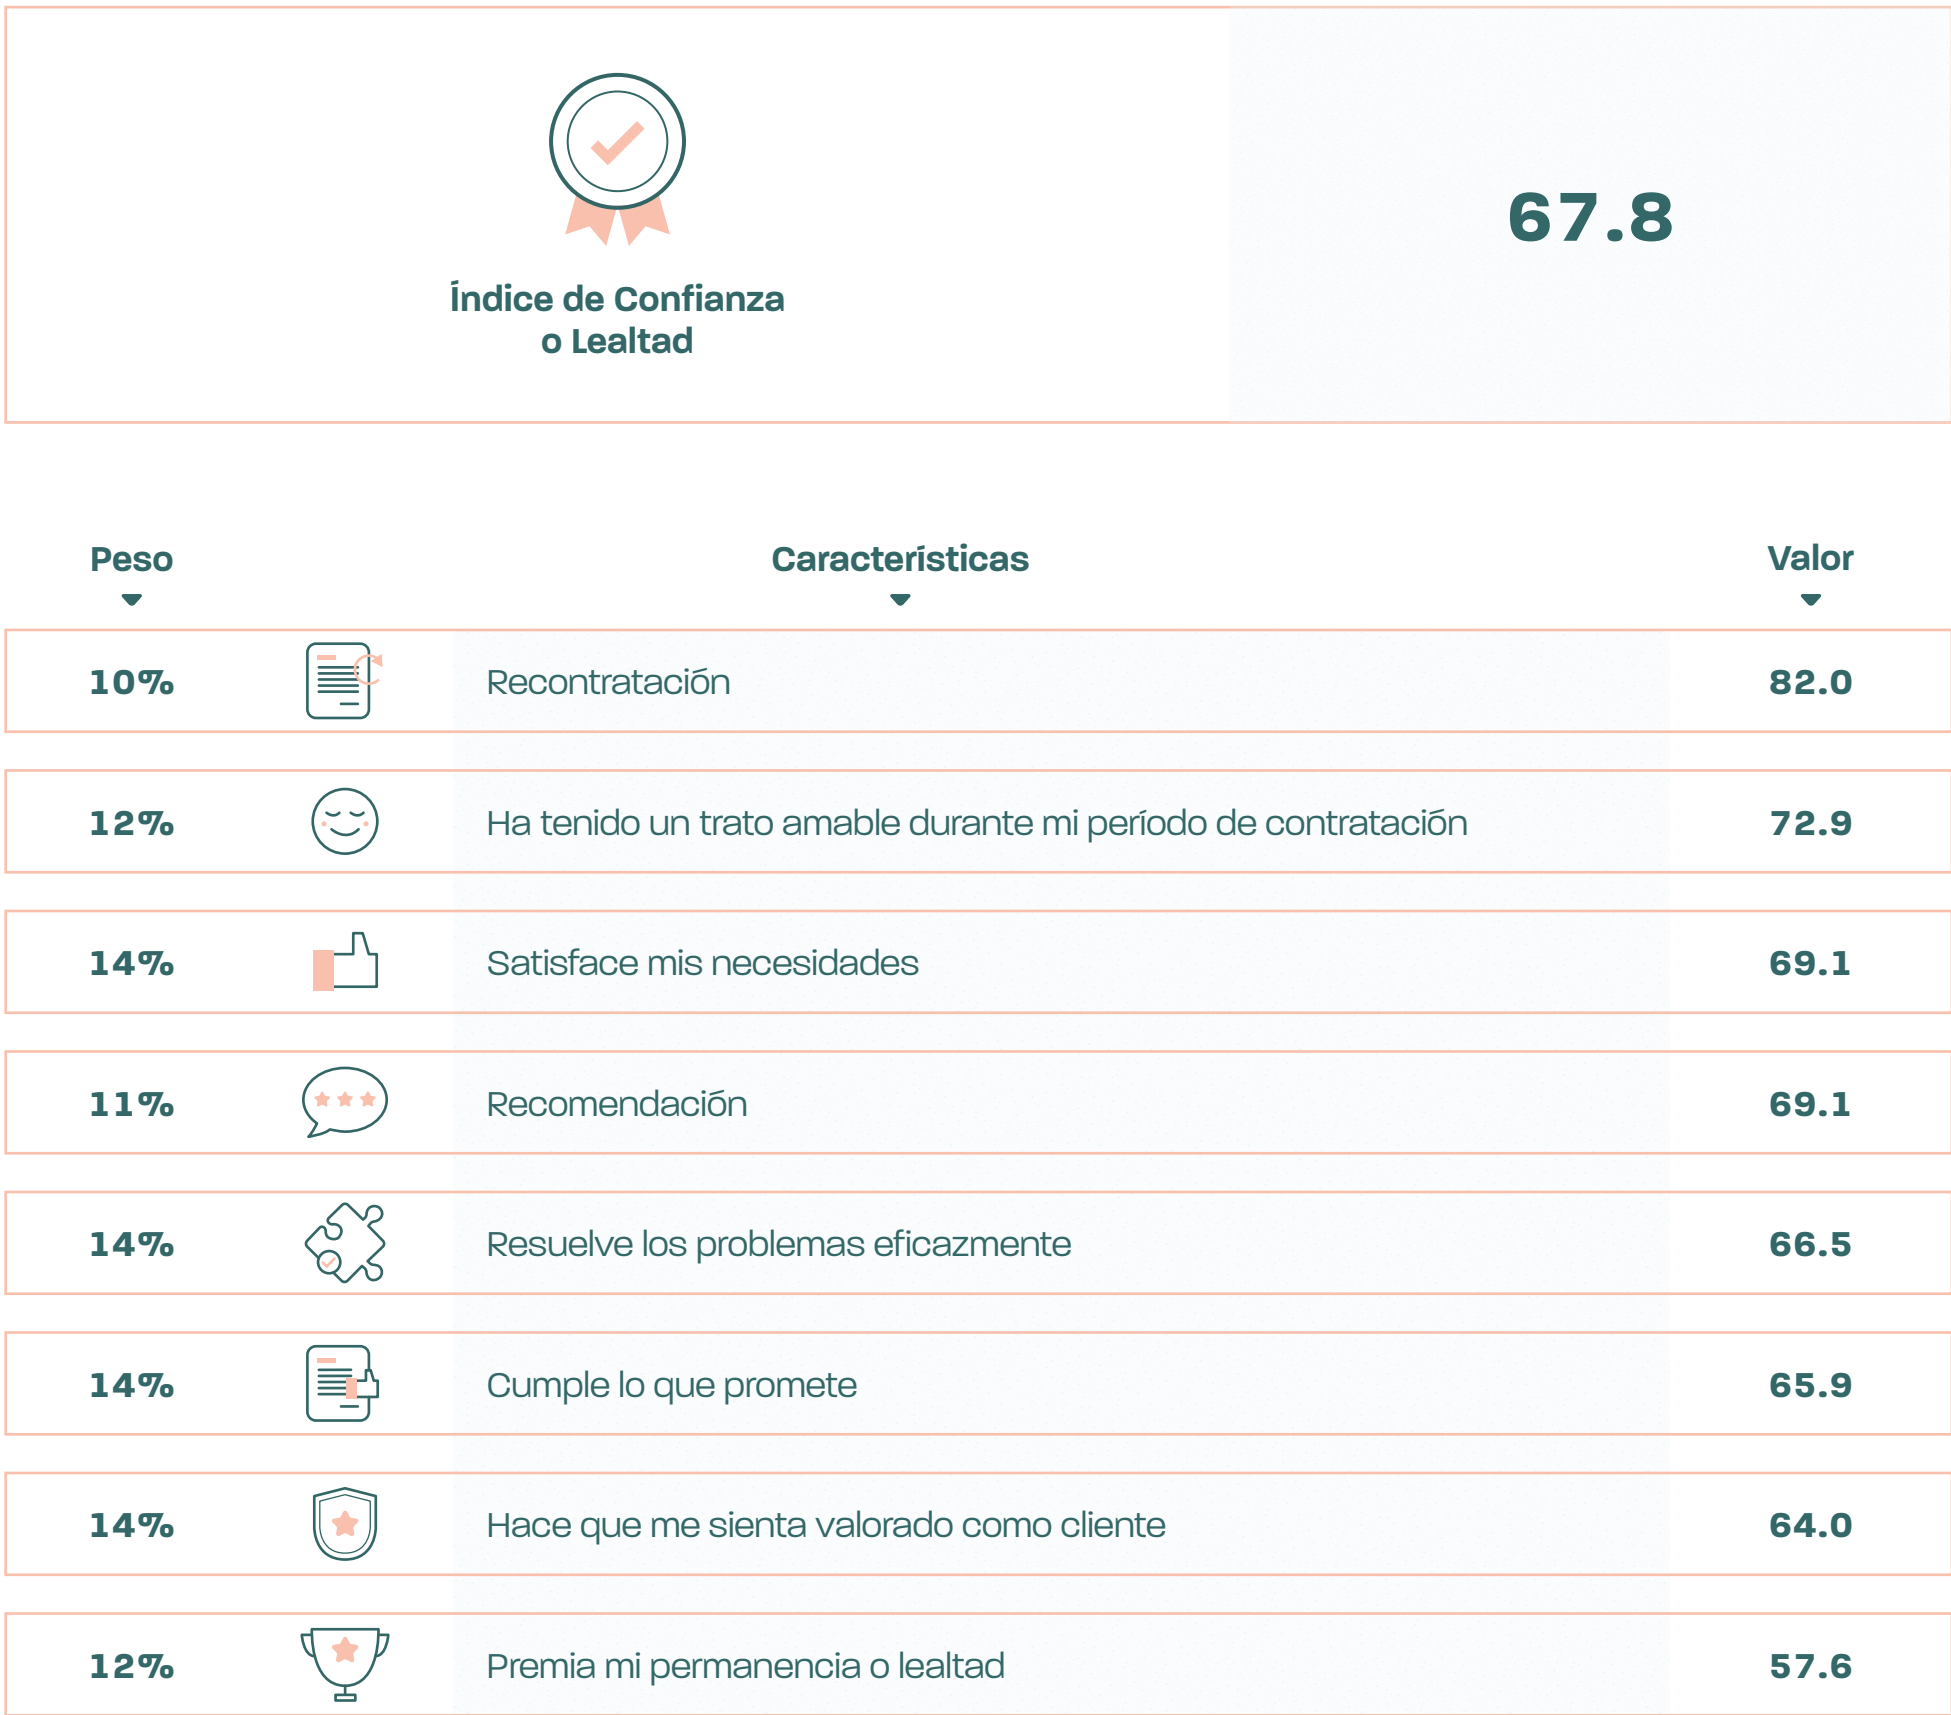 Índice de Confianza
o Lealtad
67.8
Peso
Características
Valor
10% Recontratación 82.0
12% Ha tenido un trato amable durante mi período de contratación 72.9
14% Satisface mis necesidades 69.1
11% Recomendación 69.1
14% Resuelve los problemas eficazmente 66.5
14% Cumple lo que promete 65.9
14% Hace que me sienta valorado como cliente 64.0
12% Premia mi permanencia o lealtad 57.6